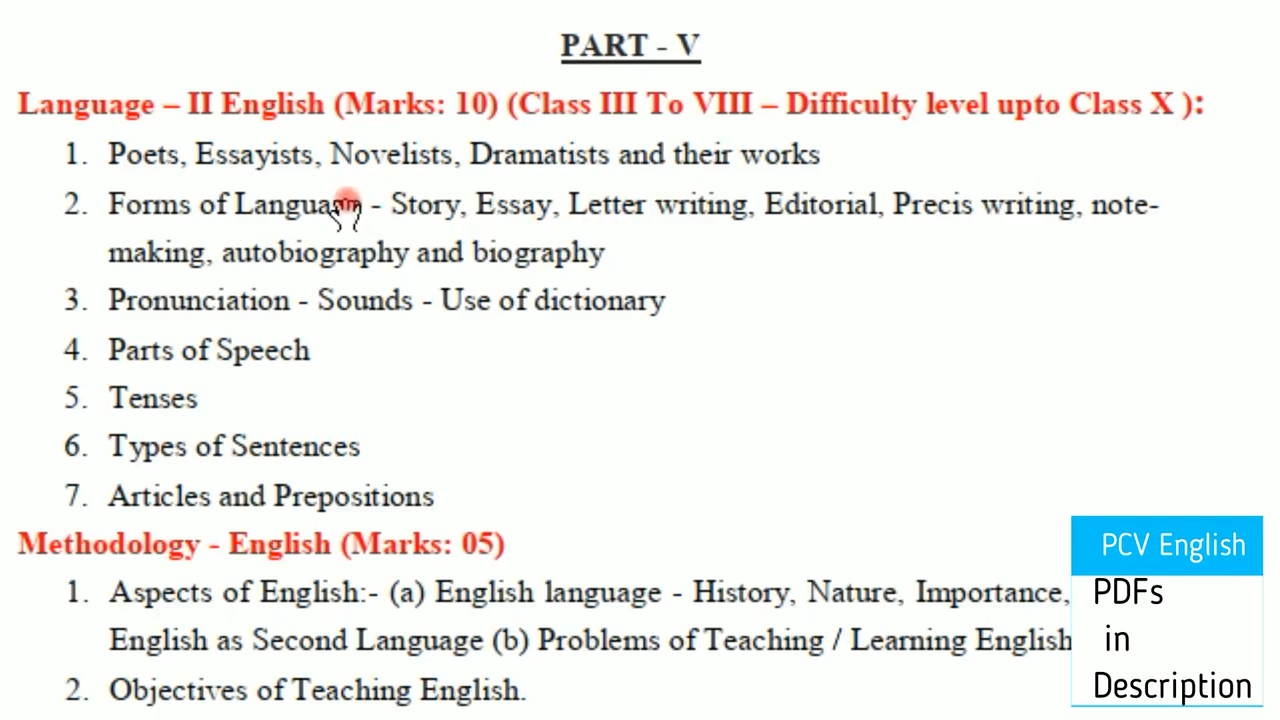 PART - V
Language – II English (Marks: 10) (Class III To VIII – Difficulty level upto Class X ):
1. Poets, Essayists, Novelists, Dramatists and their works
2. Forms of Language - Story, Essay, Letter writing, Editorial, Precis writing, note-
making, autobiography and biography
3. Pronunciation - Sounds - Use of dictionary
4. Parts of Speech
5. Tenses
6. Types of Sentences
7. Articles and Prepositions
Methodology - English (Marks: 05)
1. Aspects of English:- (a) English language - History, Nature, Importance,
English as Second Language (b) Problems of Teaching / Learning English
2. Objectives of Teaching English.
PCV English
PDFs
in
Description